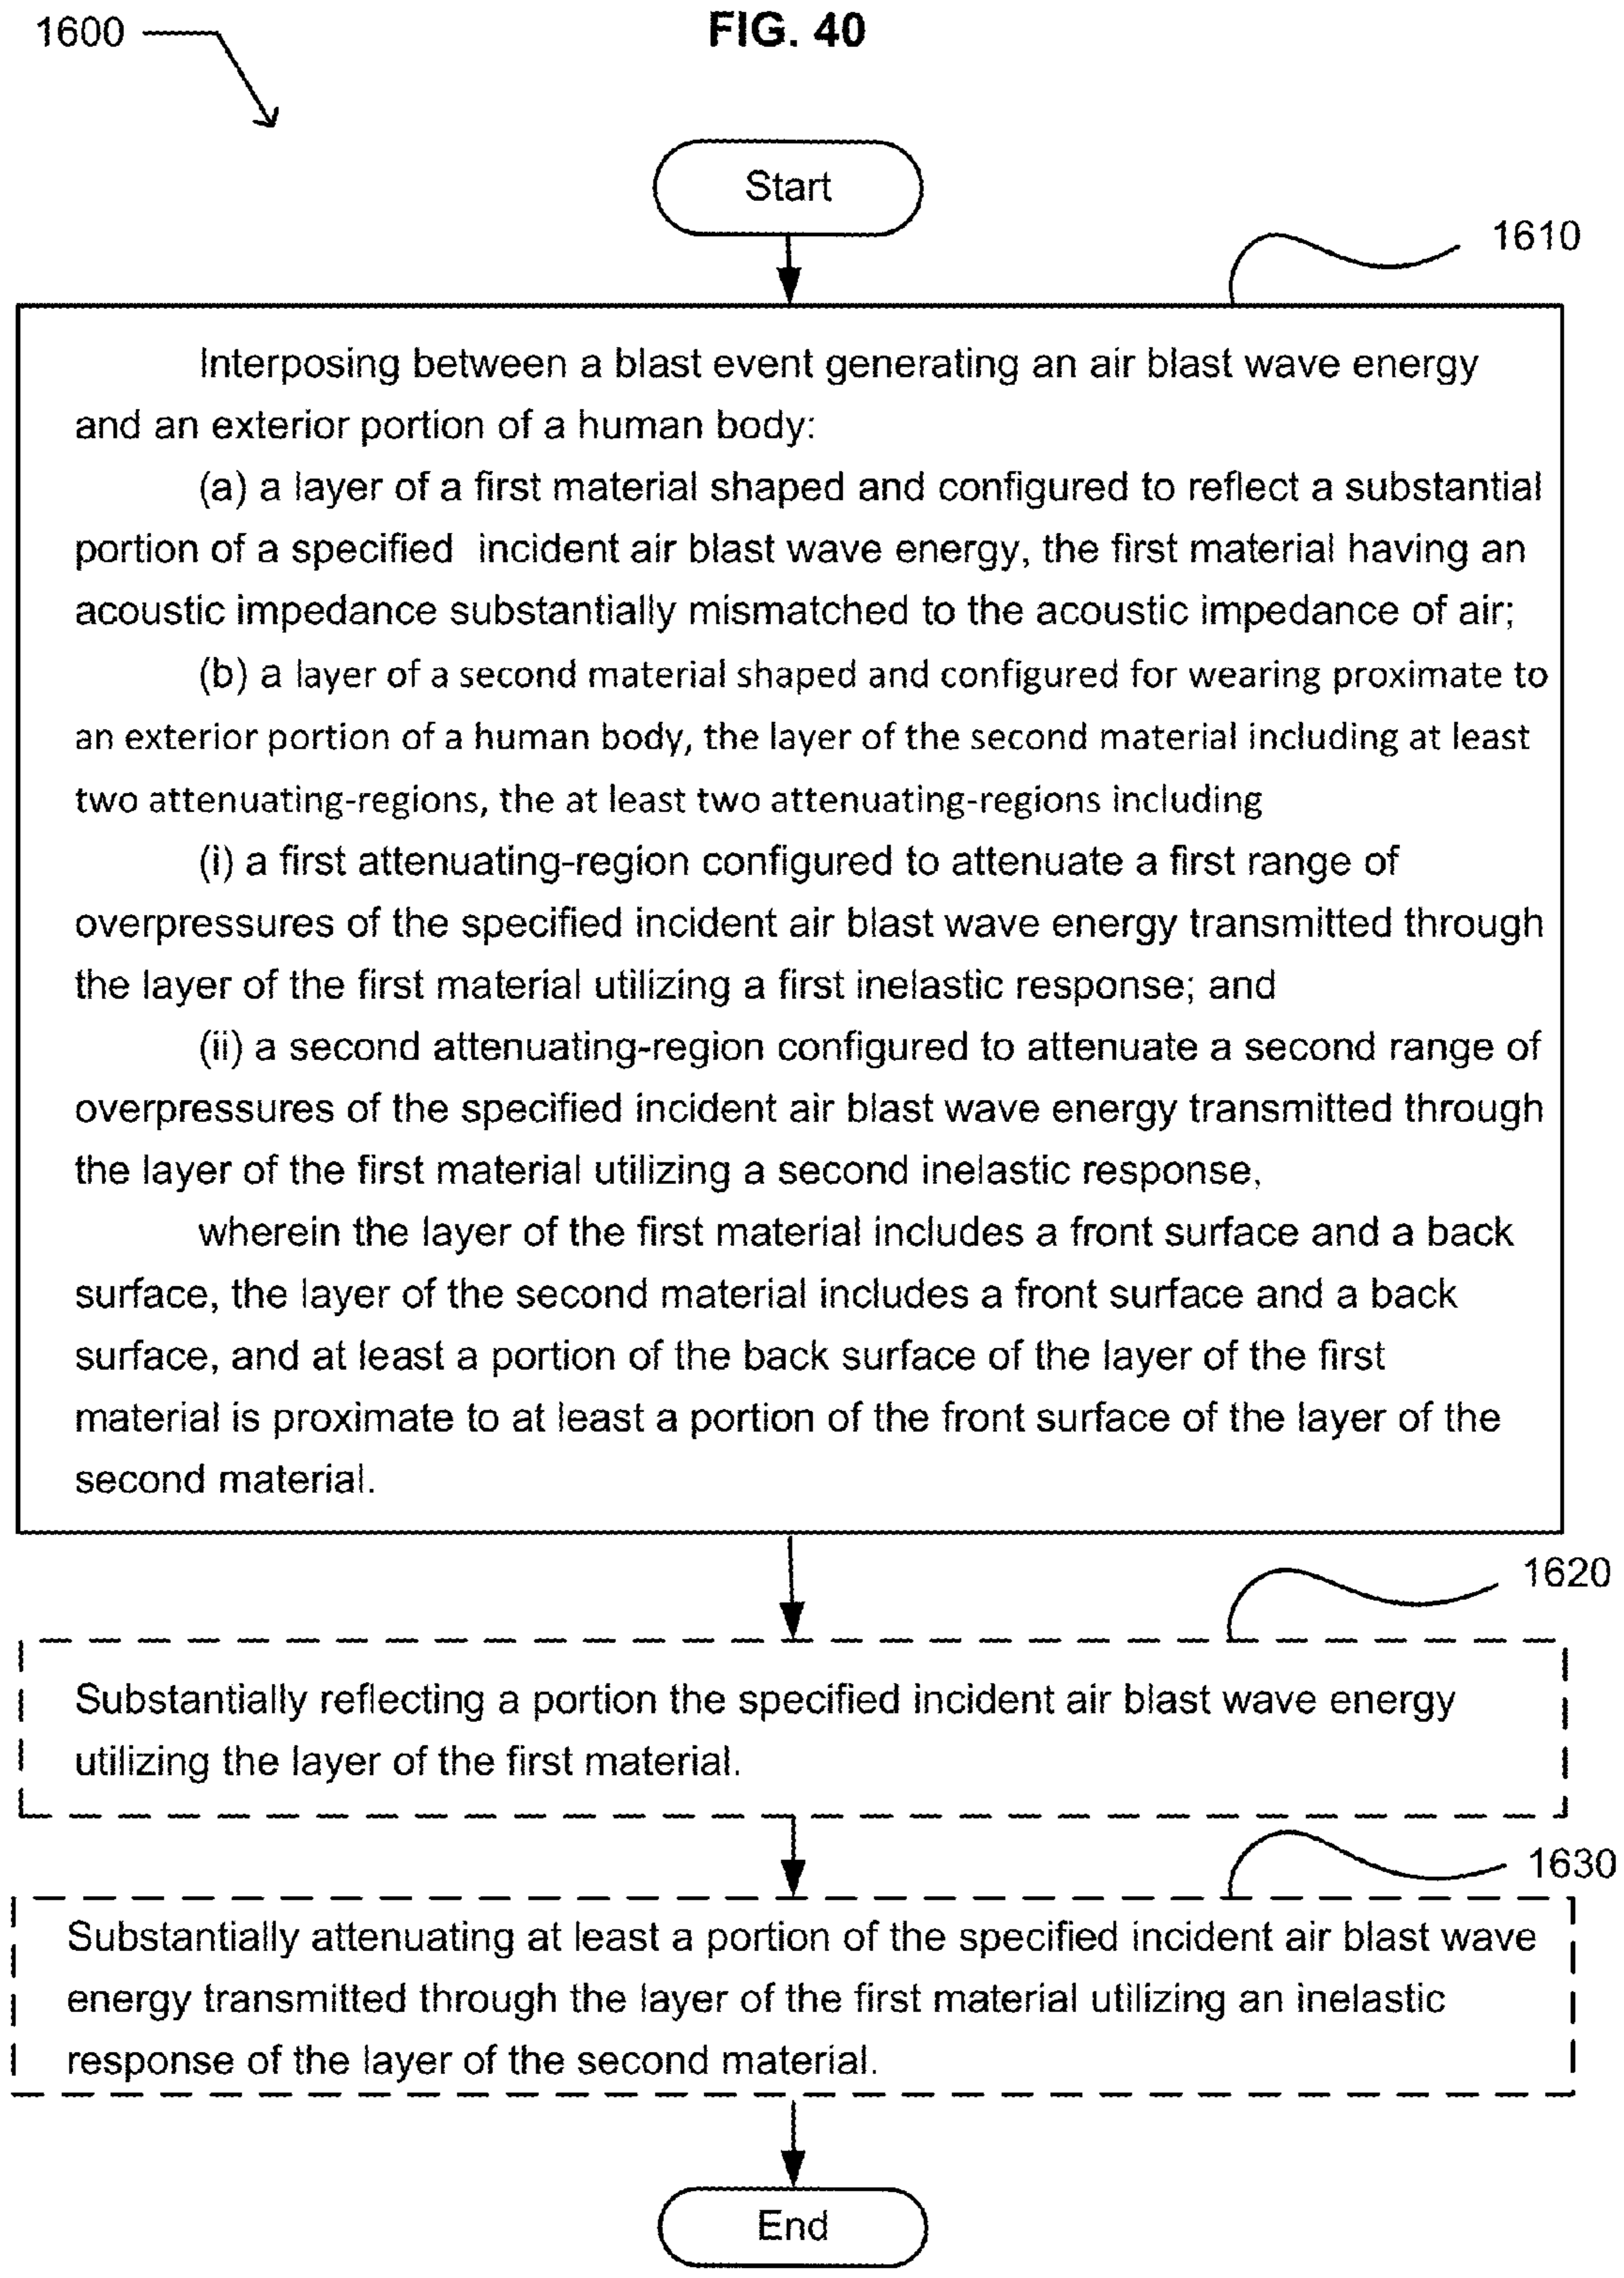 1600
FIG. 40
Start
1610
Interposing between a blast event generating an air blast wave energy
and an exterior portion of a human body:
(a) a layer of a first material shaped and configured to reflect a substantial
portion of a specified incident air blast wave energy, the first material having an
acoustic impedance substantially mismatched to the acoustic impedance of air;
(b) a layer of a second material shaped and configured for wearing proximate to
an exterior portion of a human body, the layer of the second material including at least
two attenuating-regions, the at least two attenuating-regions including
(i) a first attenuating-region configured to attenuate a first range of
overpressures of the specified incident air blast wave energy transmitted through
the layer of the first material utilizing a first inelastic response; and
(ii) a second attenuating-region configured to attenuate a second range of
overpressures of the specified incident air blast wave energy transmitted through
the layer of the first material utilizing a second inelastic response,
wherein the layer of the first material includes a front surface and a back
surface, the layer of the second material includes a front surface and a back
surface, and at least a portion of the back surface of the layer of the first
material is proximate to at least a portion of the front surface of the layer of the
second material.
1620
Substantially reflecting a portion the specified incident air blast wave energy
utilizing the layer of the first material.
1630
Substantially attenuating at least a portion of the specified incident air blast wave
energy transmitted through the layer of the first material utilizing an inelastic
response of the layer of the second material.
End